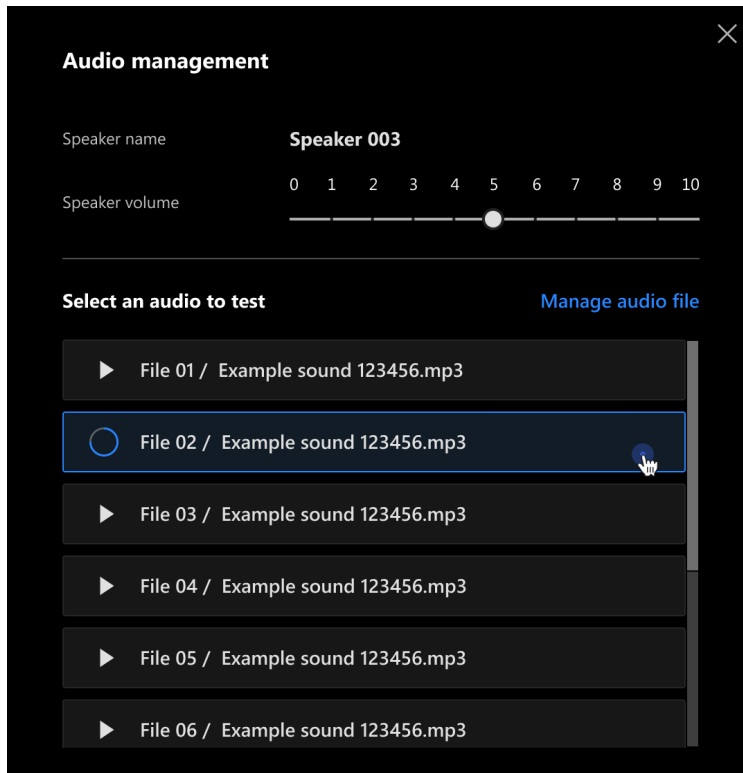 Audio management
Speaker name Speaker 003
0 1 2 3 4 5 6 7 8 9 10
Speaker volume
Select an audio to test Manage audio file
File 01 / Example sound 123456.mp3
File 02 / Example sound 123456.mp3
File 03 / Example sound 123456.mp3
File 04 / Example sound 123456.mp3
File 05 / Example sound 123456.mp3
File 06 / Example sound 123456.mp3